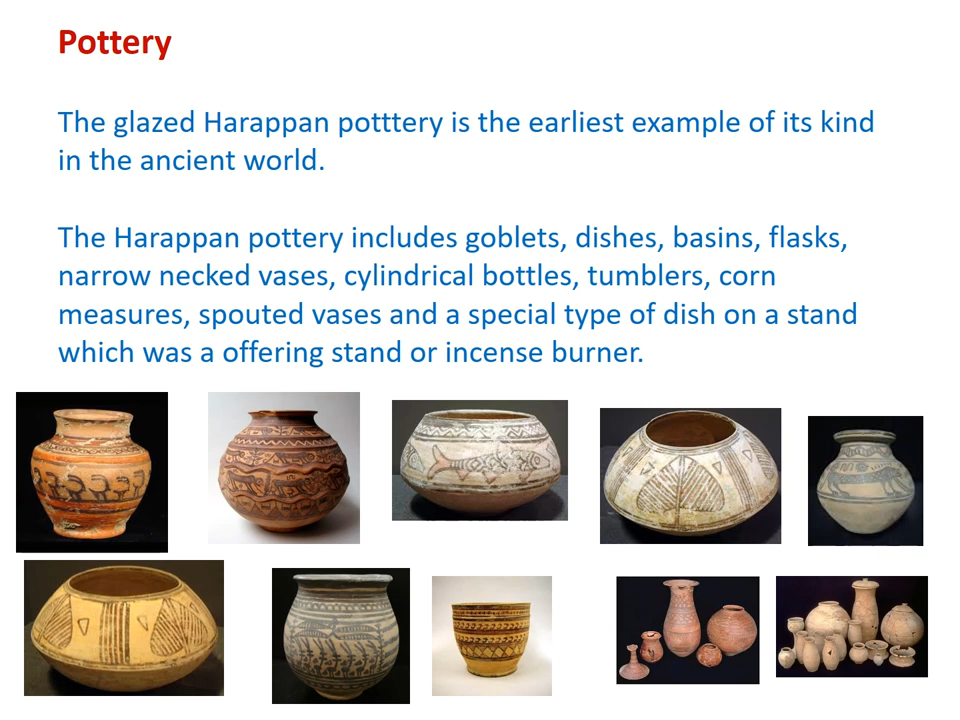 Pottery
The glazed Harappan potttery is the earliest example of its kind
in the ancient world.
The Harappan pottery includes goblets, dishes, basins, flasks,
narrow necked vases, cylindrical bottles, tumblers, corn
measures, spouted vases and a special type of dish on a stand
which was a offering stand or incense burner.